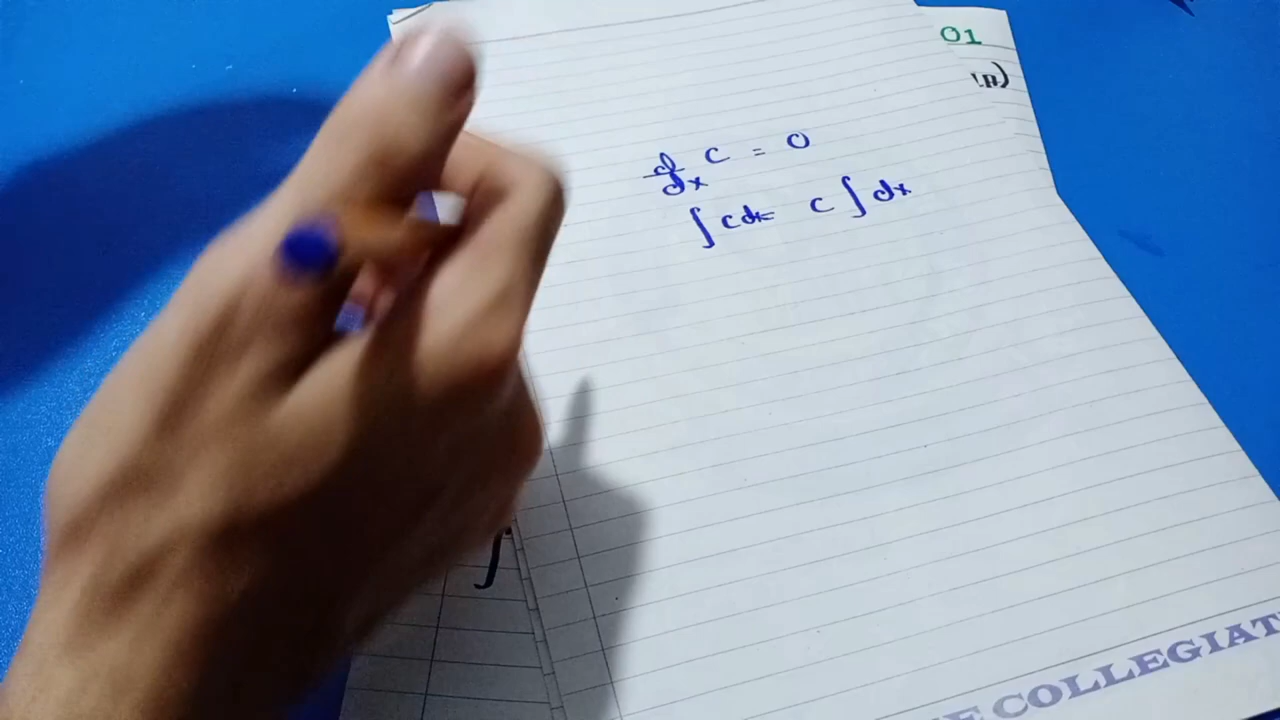 01
d/dx c = 0
∫ c dx = c ∫ dx
∫
COLLEGIAT